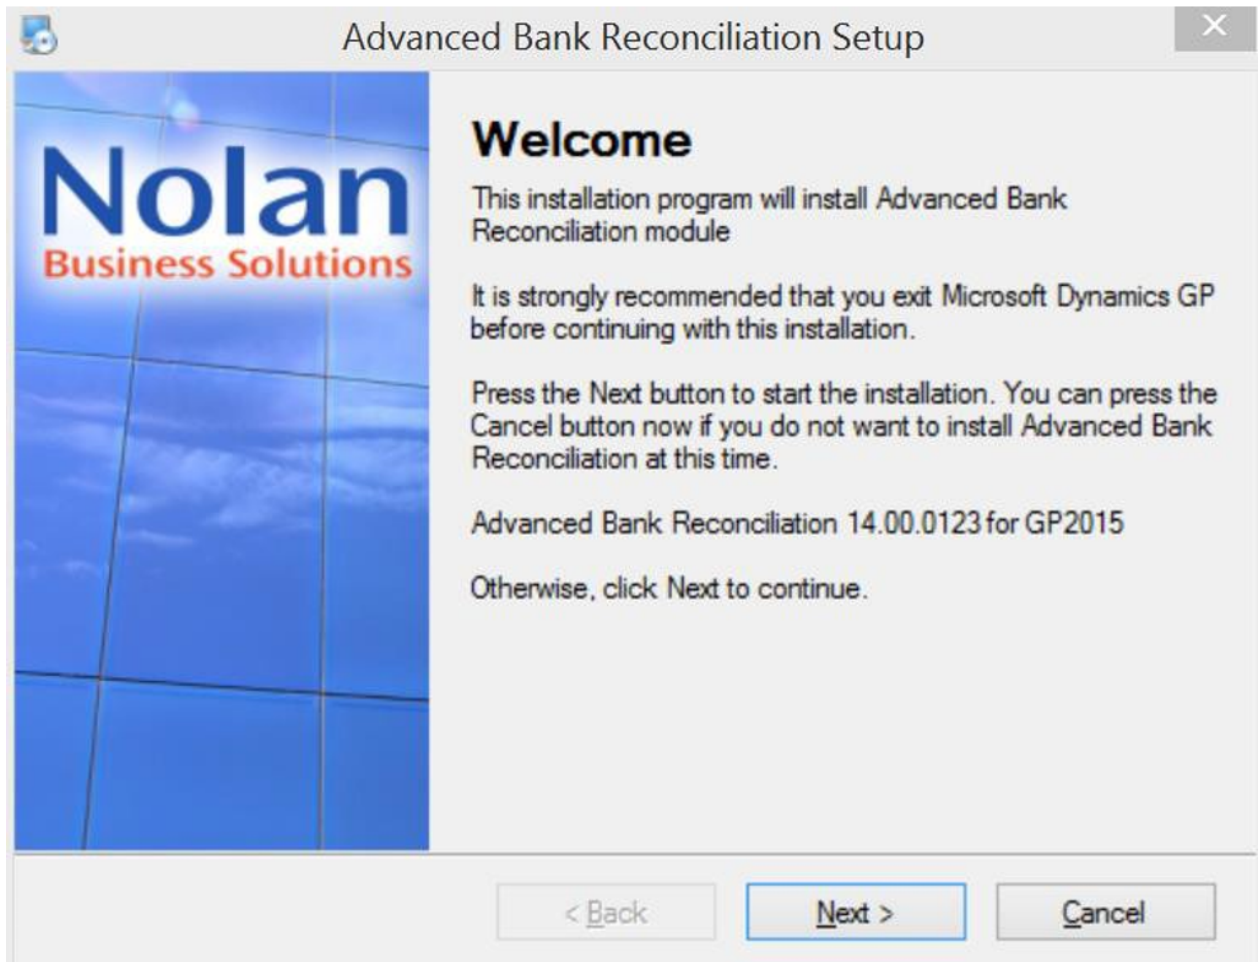 Advanced Bank Reconciliation Setup
Nolan
Business Solutions
Welcome
This installation program will install Advanced Bank
Reconciliation module
It is strongly recommended that you exit Microsoft Dynamics GP
before continuing with this installation.
Press the Next button to start the installation. You can press the
Cancel button now if you do not want to install Advanced Bank
Reconciliation at this time.
Advanced Bank Reconciliation 14.00.0123 for GP2015
Otherwise, click Next to continue.
< Back
Next >
Cancel